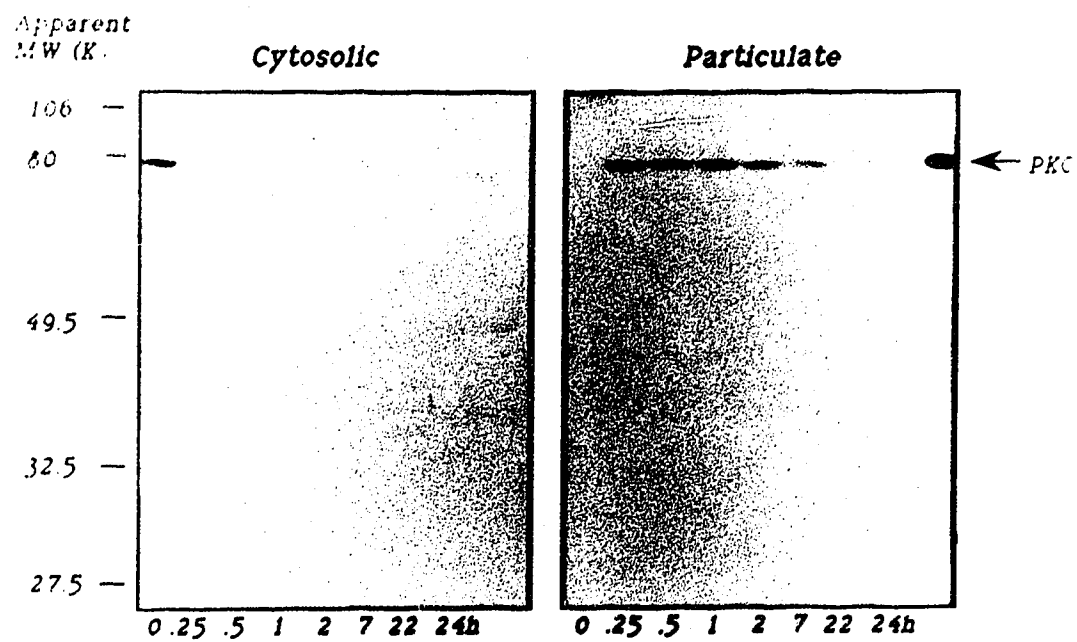 Apparent
MW (K
Cytosolic
Particulate
106
80
49.5
32.5
27.5
PKC
0 .25 .5 1 2 7 22 24h
0 .25 .5 1 2 7 22 24h